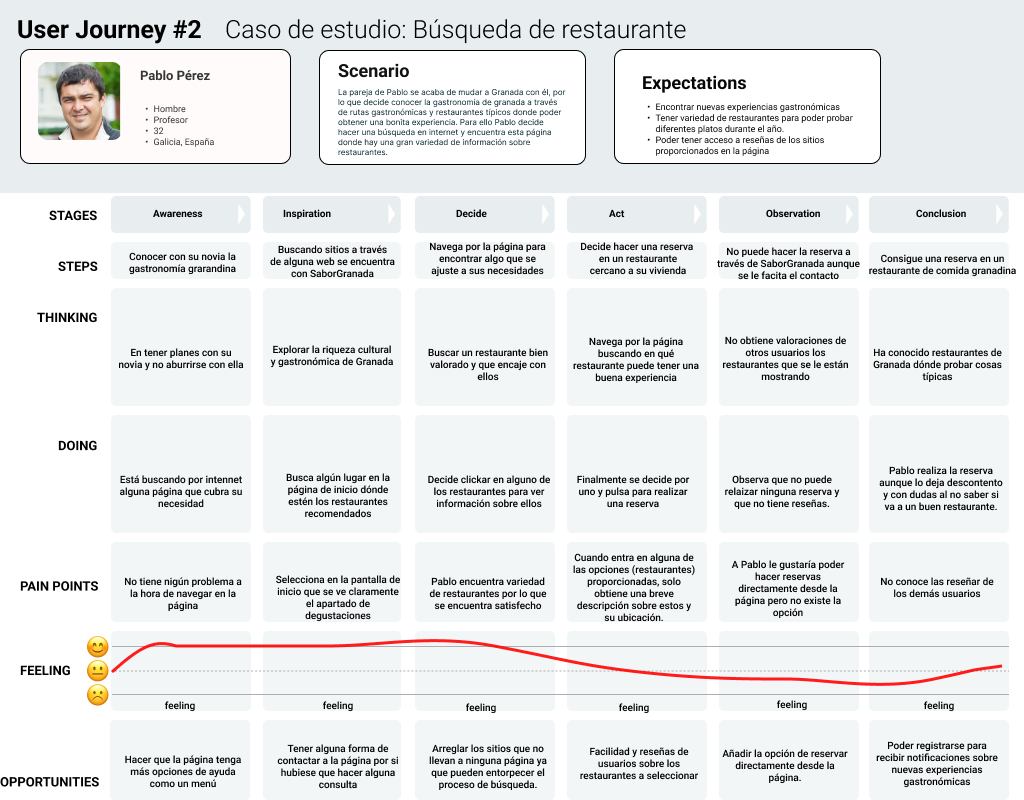 User Journey #2 Caso de estudio: Búsqueda de restaurante
Pablo Pérez
• Hombre
• Profesor
• 32
• Galicia, España
Scenario
La pareja de Pablo se acaba de mudar a Granada con él, por
lo que decide conocer la gastronomía de granada a través
de rutas gastronómicas y restaurantes típicos donde poder
obtener una bonita experiencia. Para ello Pablo decide
hacer una búsqueda en internet y encuentra esta página
donde hay una gran variedad de información sobre
restaurantes.
Expectations
• Encontrar nuevas experiencias gastronómicas
• Tener variedad de restaurantes para poder probar
diferentes platos durante el año.
• Poder tener acceso a reseñas de los sitios
proporcionados en la página
STAGES
Awareness
Inspiration
Decide
Act
Observation
Conclusion
STEPS
Conocer con su novia la
gastronomía grarandina
Buscando sitios a través
de alguna web se encuentra
con SaborGranada
Navega por la página para
encontrar algo que se
ajuste a sus necesidades
Decide hacer una reserva
en un restaurante
cercano a su vivienda
No puede hacer la reserva a
través de SaborGranada aunque
se le facita el contacto
Consigue una reserva en un
restaurante de comida granadina
THINKING
En tener planes con su
novia y no aburrirse con ella
Explorar la riqueza cultural
y gastronómica de Granada
Buscar un restaurante bien
valorado y que encaje con
ellos
Navega por la página
buscando en qué
restaurante puede tener una
buena experiencia
No obtiene valoraciones de
otros usuarios los
restaurantes que se le están
mostrando
Ha conocido restaurantes de
Granada dónde probar cosas
típicas
DOING
Está buscando por internet
alguna página que cubra su
necesidad
Busca algún lugar en la
página de inicio dónde
estén los restaurantes
recomendados
Decide clickar en alguno de
los restaurantes para ver
información sobre ellos
Finalmente se decide por
uno y pulsa para realizar
una reserva
Observa que no puede
relaizar ninguna reserva y
que no tiene reseñas.
Pablo realiza la reserva
aunque lo deja descontento
y con dudas al no saber si
va a un buen restaurante.
PAIN POINTS
No tiene nigún problema a
la hora de navegar en la
página
Selecciona en la pantalla de
inicio que se ve claramente
el apartado de
degustaciones
Pablo encuentra variedad
de restaurantes por lo que
se encuentra satisfecho
Cuando entra en alguna de
las opciones (restaurantes)
proporcionadas, solo
obtiene una breve
descripción sobre estos y
su ubicación.
A Pablo le gustaría poder
hacer reservas
directamente desde la
página pero no existe la
opción
No conoce las reseñar de
los demás usuarios
FEELING
feeling
feeling
feeling
feeling
feeling
feeling
OPPORTUNITIES
Hacer que la página tenga
más opciones de ayuda
como un menú
Tener alguna forma de
contactar a la página por si
hubiese que hacer alguna
consulta
Arreglar los sitios que no
llevan a ninguna página ya
que pueden entorpecer el
proceso de búsqueda.
Facilidad y reseñas de
usuarios sobre los
restaurantes a seleccionar
Añadir la opción de reservar
directamente desde la
página.
Poder registrarse para
recibir notificaciones sobre
nuevas experiencias
gastronómicas